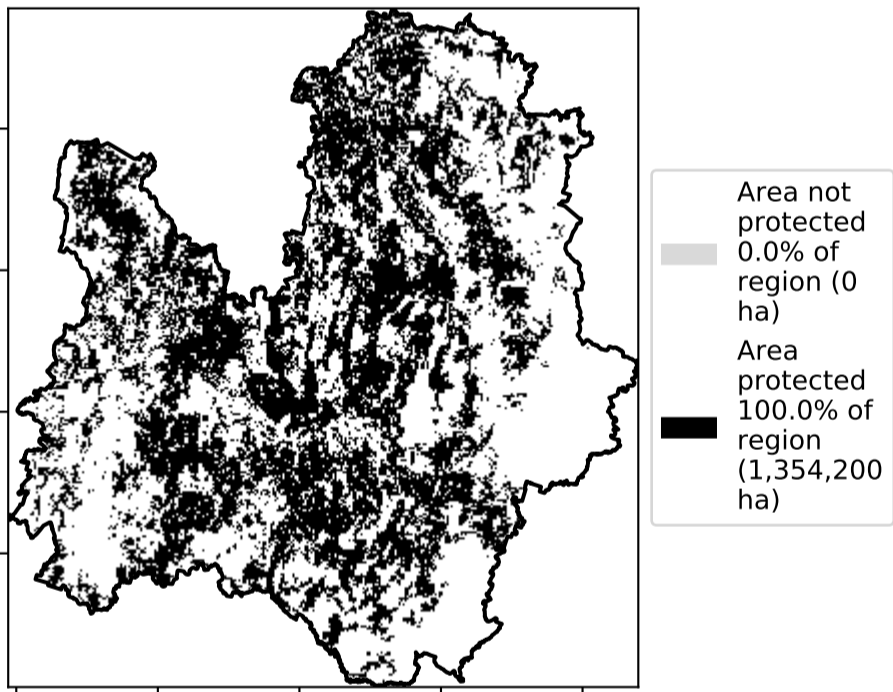 Area not
protected
0.0% of
region (0
ha)
Area
protected
100.0% of
region
(1,354,200
ha)